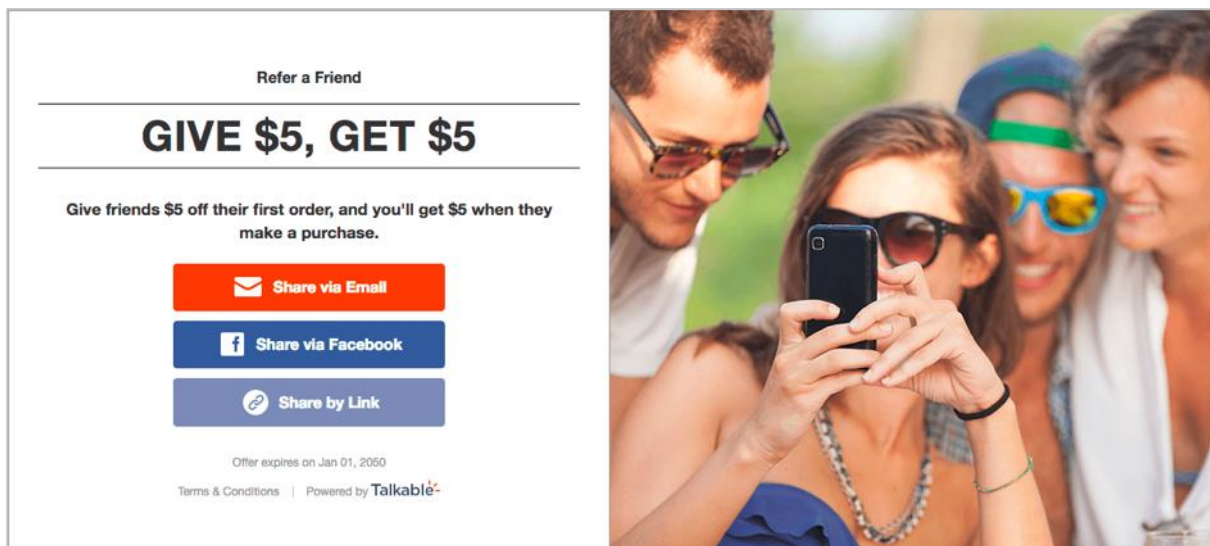 Refer a Friend
GIVE $5, GET $5
Give friends $5 off their first order, and you'll get $5 when they
make a purchase.
Share via Email
f Share via Facebook
Share by Link
Offer expires on Jan 01, 2050
Terms & Conditions | Powered by Talkable